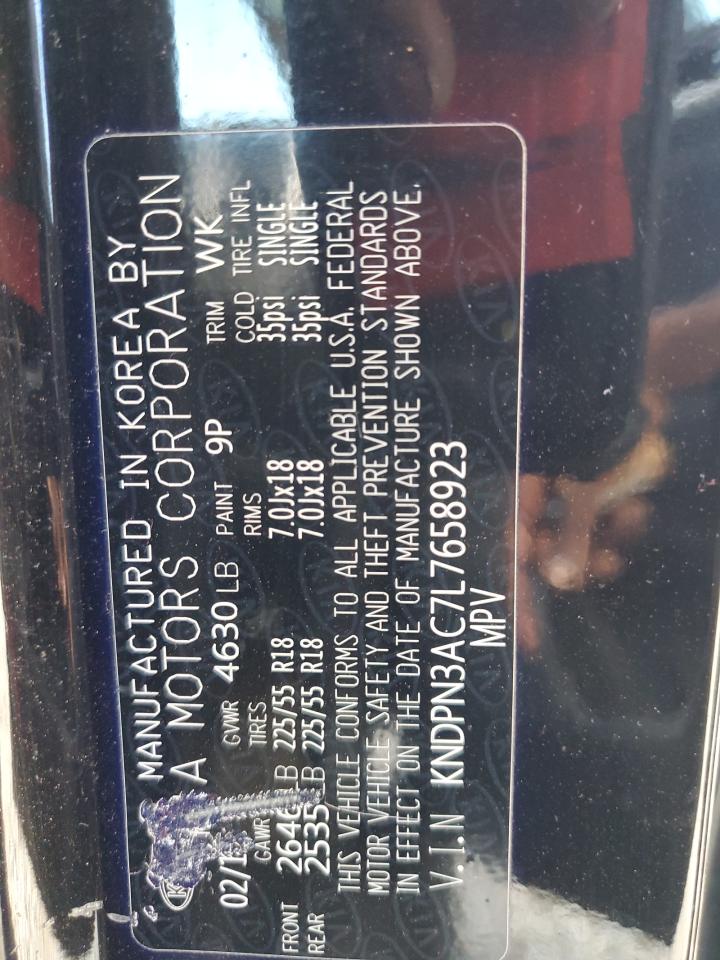 MANUFACTURED IN KOREA BY
A MOTORS CORPORATION
GVWR 4630 LB PAINT 9P TRIM WK
GAWR TIRES RIMS COLD TIRE INFL
FRONT LB 225/55 R18 7.0Jx18 35psi SINGLE
REAR 2535 LB 225/55 R18 7.0Jx18 35psi SINGLE
THIS VEHICLE CONFORMS TO ALL APPLICABLE U.S.A. FEDERAL
MOTOR VEHICLE SAFETY AND THEFT PREVENTION STANDARDS
IN EFFECT ON THE DATE OF MANUFACTURE SHOWN ABOVE.
V.I.N KNDPN3AC7L7658923
MPV